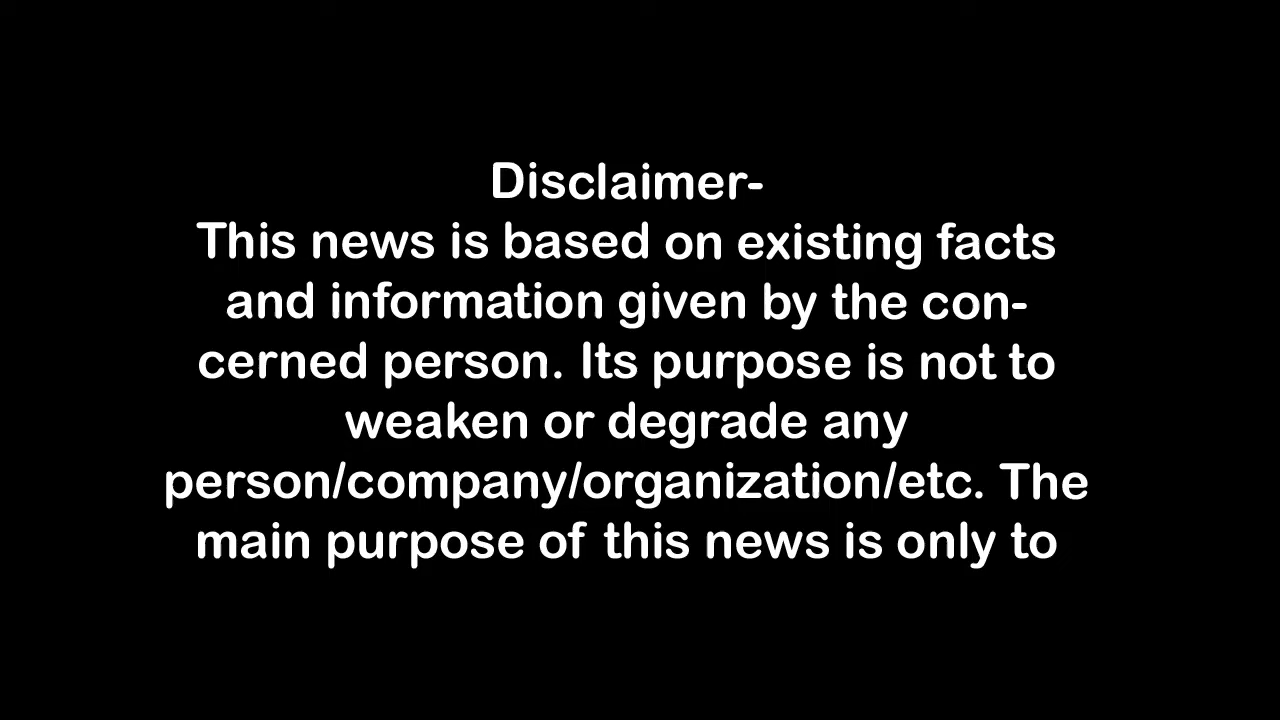 Disclaimer-
This news is based on existing facts
and information given by the con-
cerned person. Its purpose is not to
weaken or degrade any
person/company/organization/etc. The
main purpose of this news is only to